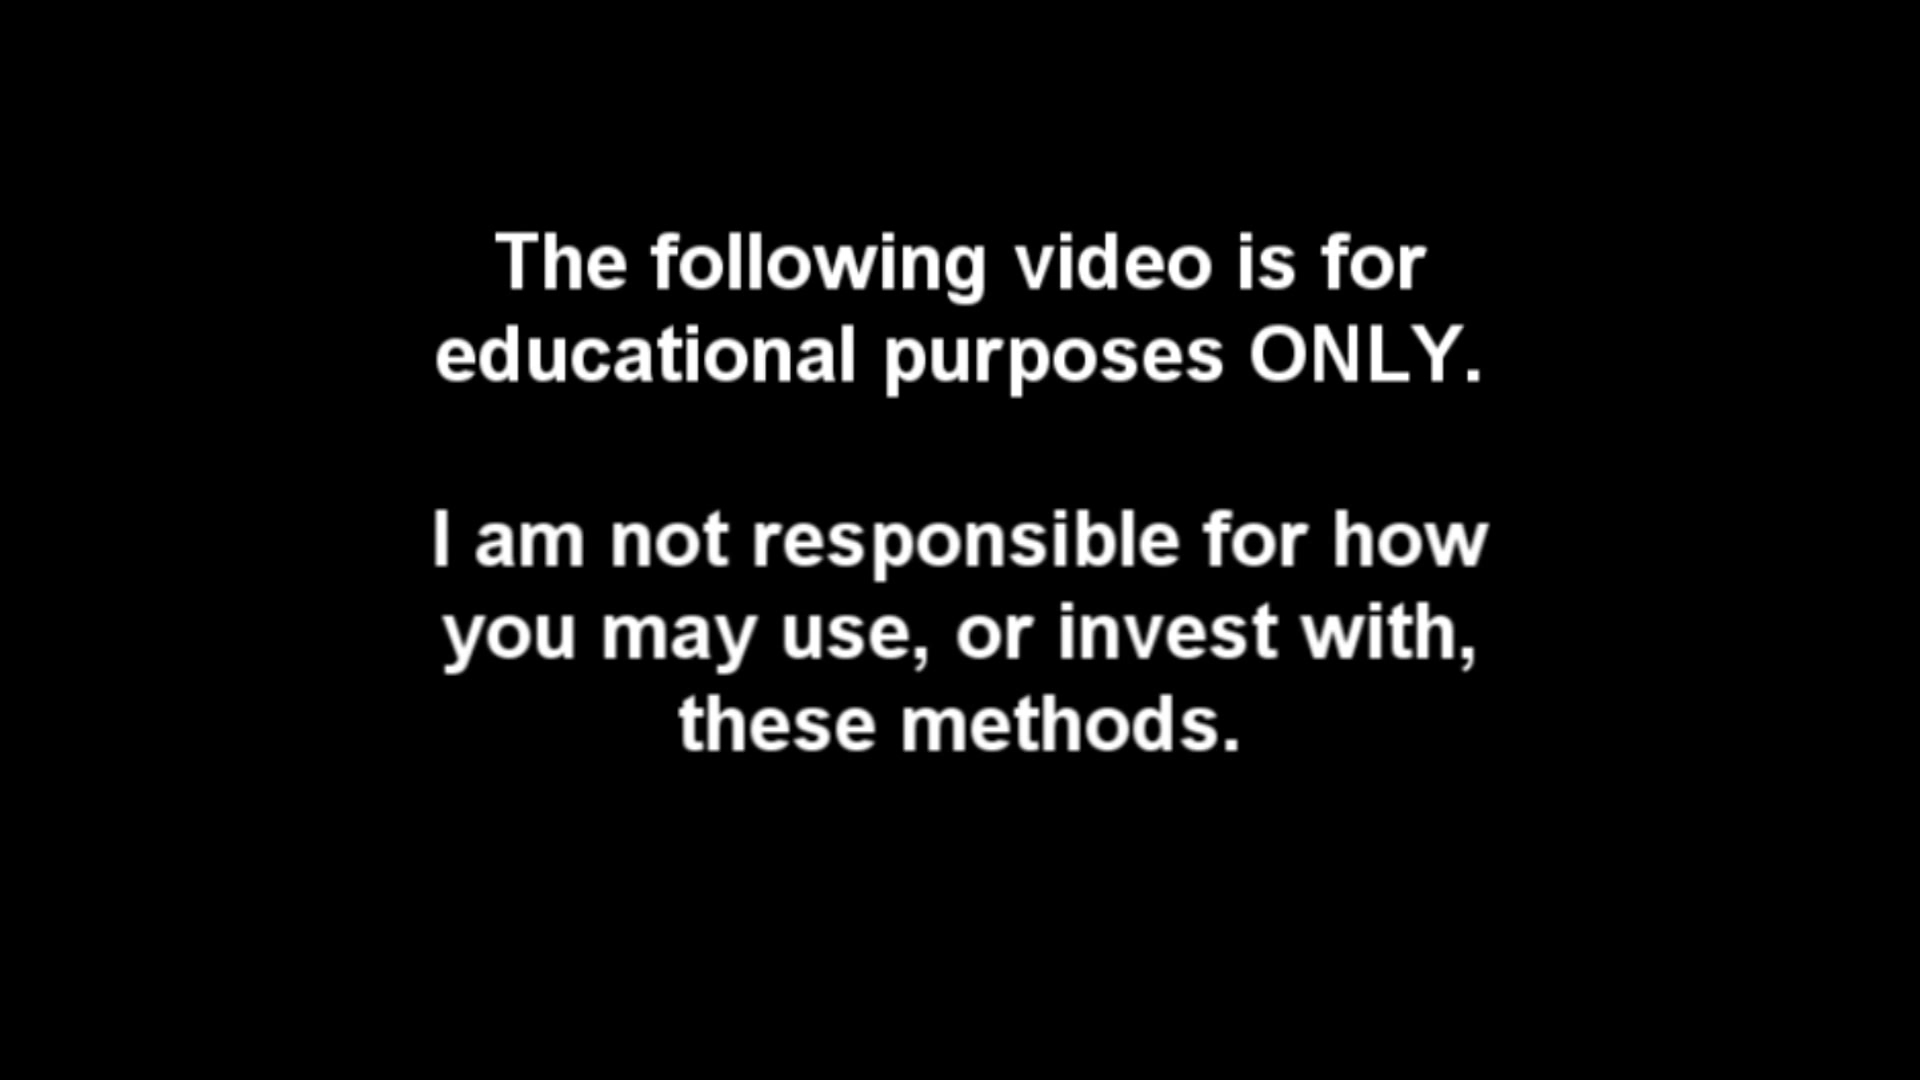 The following video is for
educational purposes ONLY.
I am not responsible for how
you may use, or invest with,
these methods.